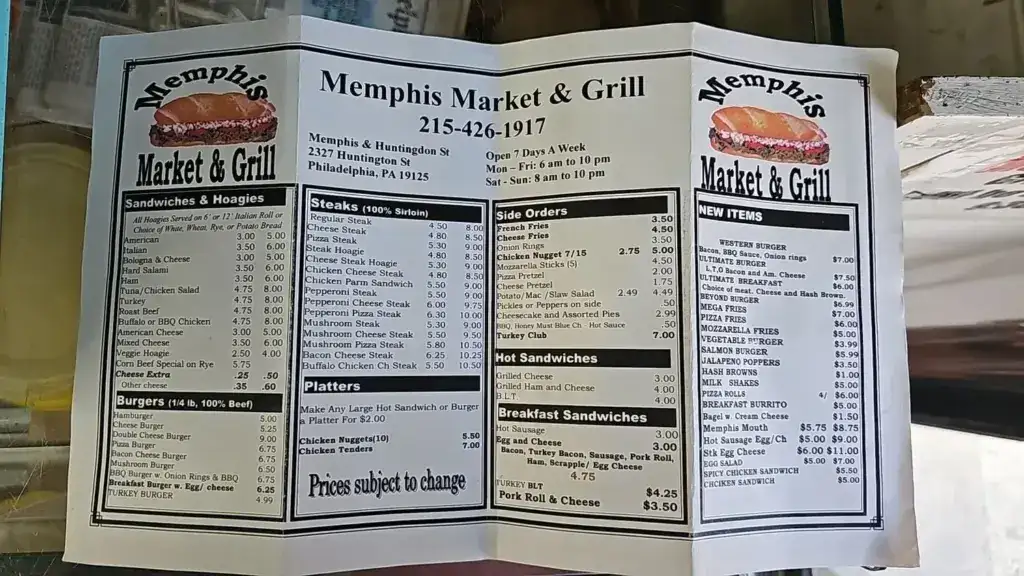 Memphis
Market & Grill
Sandwiches & Hoagies
All Hoagies Served on 6' or 12' Italian Roll or
Choice of White, Wheat, Rye, or Potato Bread
American 3.00 5.00
Italian 3.50 6.00
Bologna & Cheese 3.00 5.00
Hard Salami 3.50 6.00
Ham 3.50 6.00
Tuna/Chicken Salad 4.75 8.00
Turkey 4.75 8.00
Roast Beef 4.75 8.00
Buffalo or BBQ Chicken 4.75 8.00
American Cheese 3.00 5.00
Mixed Cheese 3.50 6.00
Veggie Hoagie 2.50 4.00
Corn Beef Special on Rye 5.75
Cheese Extra .25 .50
Other cheese .35 .60
Burgers (1/4 lb, 100% Beef)
Hamburger 5.00
Cheese Burger 5.25
Double Cheese Burger 9.00
Pizza Burger 6.75
Bacon Cheese Burger 6.75
Mushroom Burger 6.50
BBQ Burger w. Onion Rings & BBQ 6.75
Breakfast Burger w. Egg/ cheese 6.25
TURKEY BURGER 4.99
Memphis Market & Grill
215-426-1917
Memphis & Huntingdon St
2327 Huntington St
Philadelphia, PA 19125
Open 7 Days A Week
Mon – Fri: 6 am to 10 pm
Sat - Sun: 8 am to 10 pm
Steaks (100% Sirloin)
Regular Steak 4.50 8.00
Cheese Steak 4.80 8.50
Pizza Steak 5.30 9.00
Steak Hoagie 4.80 8.50
Cheese Steak Hoagie 5.30 9.00
Chicken Cheese Steak 4.80 8.50
Chicken Parm Sandwich 5.50 9.00
Pepperoni Steak 5.50 9.00
Pepperoni Cheese Steak 6.00 9.75
Pepperoni Pizza Steak 6.30 10.00
Mushroom Steak 5.30 9.00
Mushroom Cheese Steak 5.50 9.50
Mushroom Pizza Steak 5.80 10.50
Bacon Cheese Steak 6.25 10.25
Buffalo Chicken Ch Steak 5.50 10.50
Platters
Make Any Large Hot Sandwich or Burger
a Platter For $2.00
Chicken Nuggets(10) 5.50
Chicken Tenders 7.00
Prices subject to change
Side Orders
French Fries 3.50
Cheese Fries 4.50
Onion Rings 3.50
Chicken Nugget 7/15 2.75 5.00
Mozzarella Sticks (5) 4.50
Pizza Pretzel 2.00
Cheese Pretzel 1.75
Potato/Mac /Slaw Salad 2.49 4.49
Pickles or Peppers on side .50
Cheesecake and Assorted Pies 2.99
BBQ, Honey Must Blue Ch Hot Sauce .50
Turkey Club 7.00
Hot Sandwiches
Grilled Cheese 3.00
Grilled Ham and Cheese 4.00
B.L.T. 4.00
Breakfast Sandwiches
Hot Sausage 3.00
Egg and Cheese 3.00
Bacon, Turkey Bacon, Sausage, Pork Roll,
Ham, Scrapple/ Egg Cheese
4.75
TURKEY BLT $4.25
Pork Roll & Cheese $3.50
Memphis
Market & Grill
NEW ITEMS
WESTERN BURGER
Bacon, BBQ Sauce, Onion rings $7.00
ULTIMATE BURGER
L.T.O Bacon and Am. Cheese $7.50
ULTIMATE BREAKFAST $6.00
Choice of meat. Cheese and Hash Brown.
BEYOND BURGER $6.99
MEGA FRIES $7.00
PIZZA FRIES $6.00
MOZZARELLA FRIES $5.00
VEGETABLE BURGER $3.99
SALMON BURGER $5.99
JALAPENO POPPERS $3.50
HASH BROWNS $1.00
MILK SHAKES $5.00
PIZZA ROLLS 4/ $6.00
BREAKFAST BURRITO $5.00
Bagel w. Cream Cheese $1.50
Memphis Mouth $5.75 $8.75
Hot Sausage Egg/Ch $5.00 $9.00
Stk Egg Cheese $6.00 $11.00
EGG SALAD $5.00 $7.00
SPICY CHICKEN SANDWICH $5.50
CHCIKEN SANDWICH $5.00